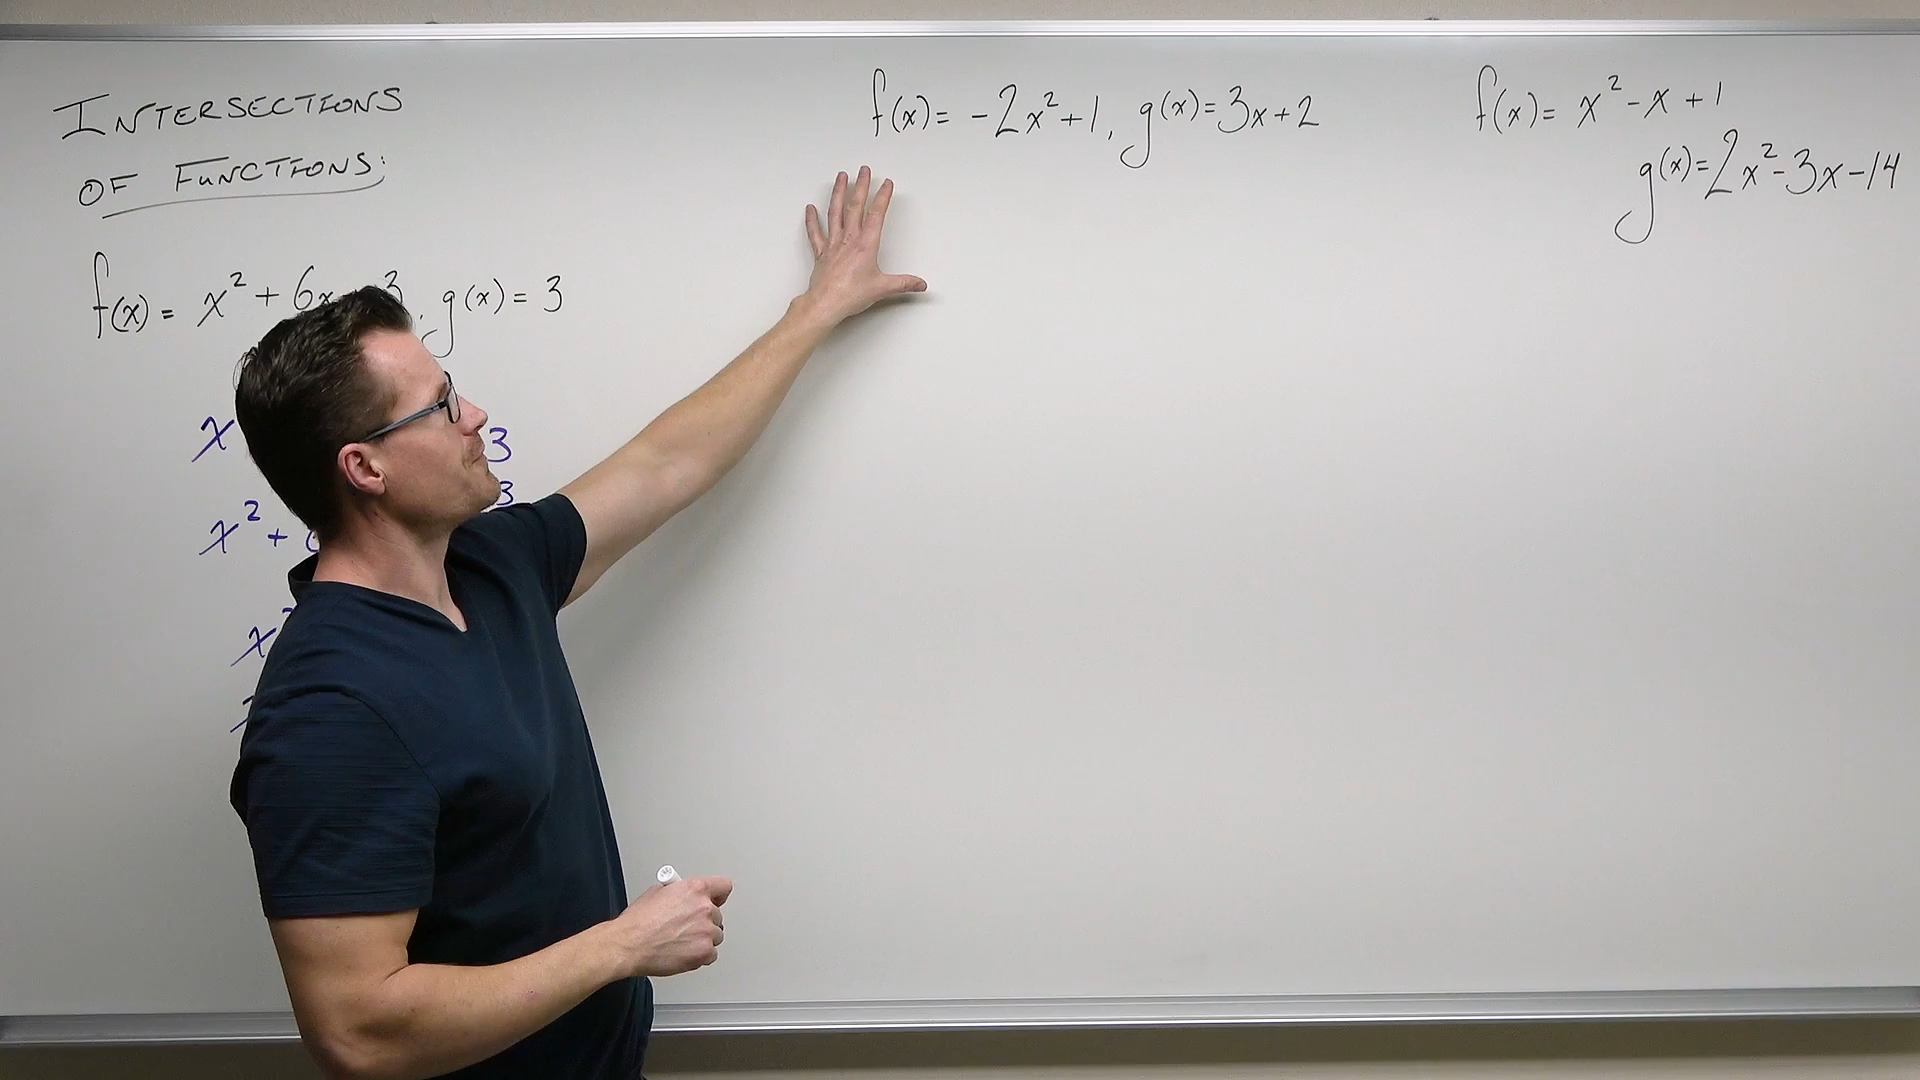 INTERSECTIONS
OF FUNCTIONS:
f(x) = x² + 6x + 3, g(x) = 3
x 3
x² + 3
x²
f(x) = -2x² + 1, g(x) = 3x + 2
f(x) = x² - x + 1
g(x) = 2x² - 3x - 14